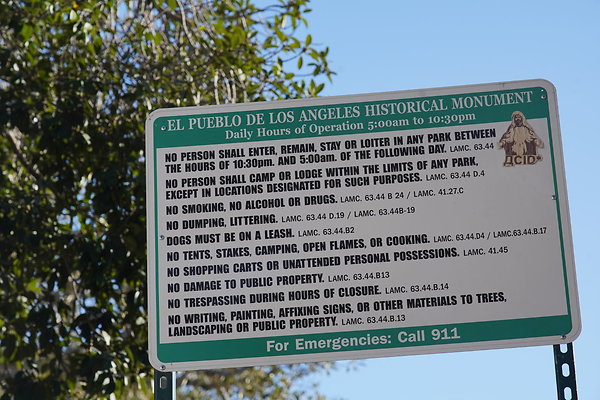 EL PUEBLO DE LOS ANGELES HISTORICAL MONUMENT
Daily Hours of Operation 5:00am to 10:30pm
NO PERSON SHALL ENTER, REMAIN, STAY OR LOITER IN ANY PARK BETWEEN
THE HOURS OF 10:30pm. AND 5:00am. OF THE FOLLOWING DAY. LAMC. 63.44
NO PERSON SHALL CAMP OR LODGE WITHIN THE LIMITS OF ANY PARK,
EXCEPT IN LOCATIONS DESIGNATED FOR SUCH PURPOSES. LAMC. 63.44 D.4
NO SMOKING, NO ALCOHOL OR DRUGS. LAMC. 63.44 B 24 / LAMC. 41.27.C
NO DUMPING, LITTERING. LAMC. 63.44 D.19 / LAMC. 63.44B-19
DOGS MUST BE ON A LEASH. LAMC. 63.44.B2
NO TENTS, STAKES, CAMPING, OPEN FLAMES, OR COOKING. LAMC. 63.44.D4 / LAMC.63.44.B.17
NO SHOPPING CARTS OR UNATTENDED PERSONAL POSSESSIONS. LAMC. 41.45
NO DAMAGE TO PUBLIC PROPERTY. LAMC. 63.44.B13
NO TRESPASSING DURING HOURS OF CLOSURE. LAMC. 63.44.B.14
NO WRITING, PAINTING, AFFIXING SIGNS, OR OTHER MATERIALS TO TREES,
LANDSCAPING OR PUBLIC PROPERTY. LAMC. 63.44.B.13
For Emergencies: Call 911
ACID